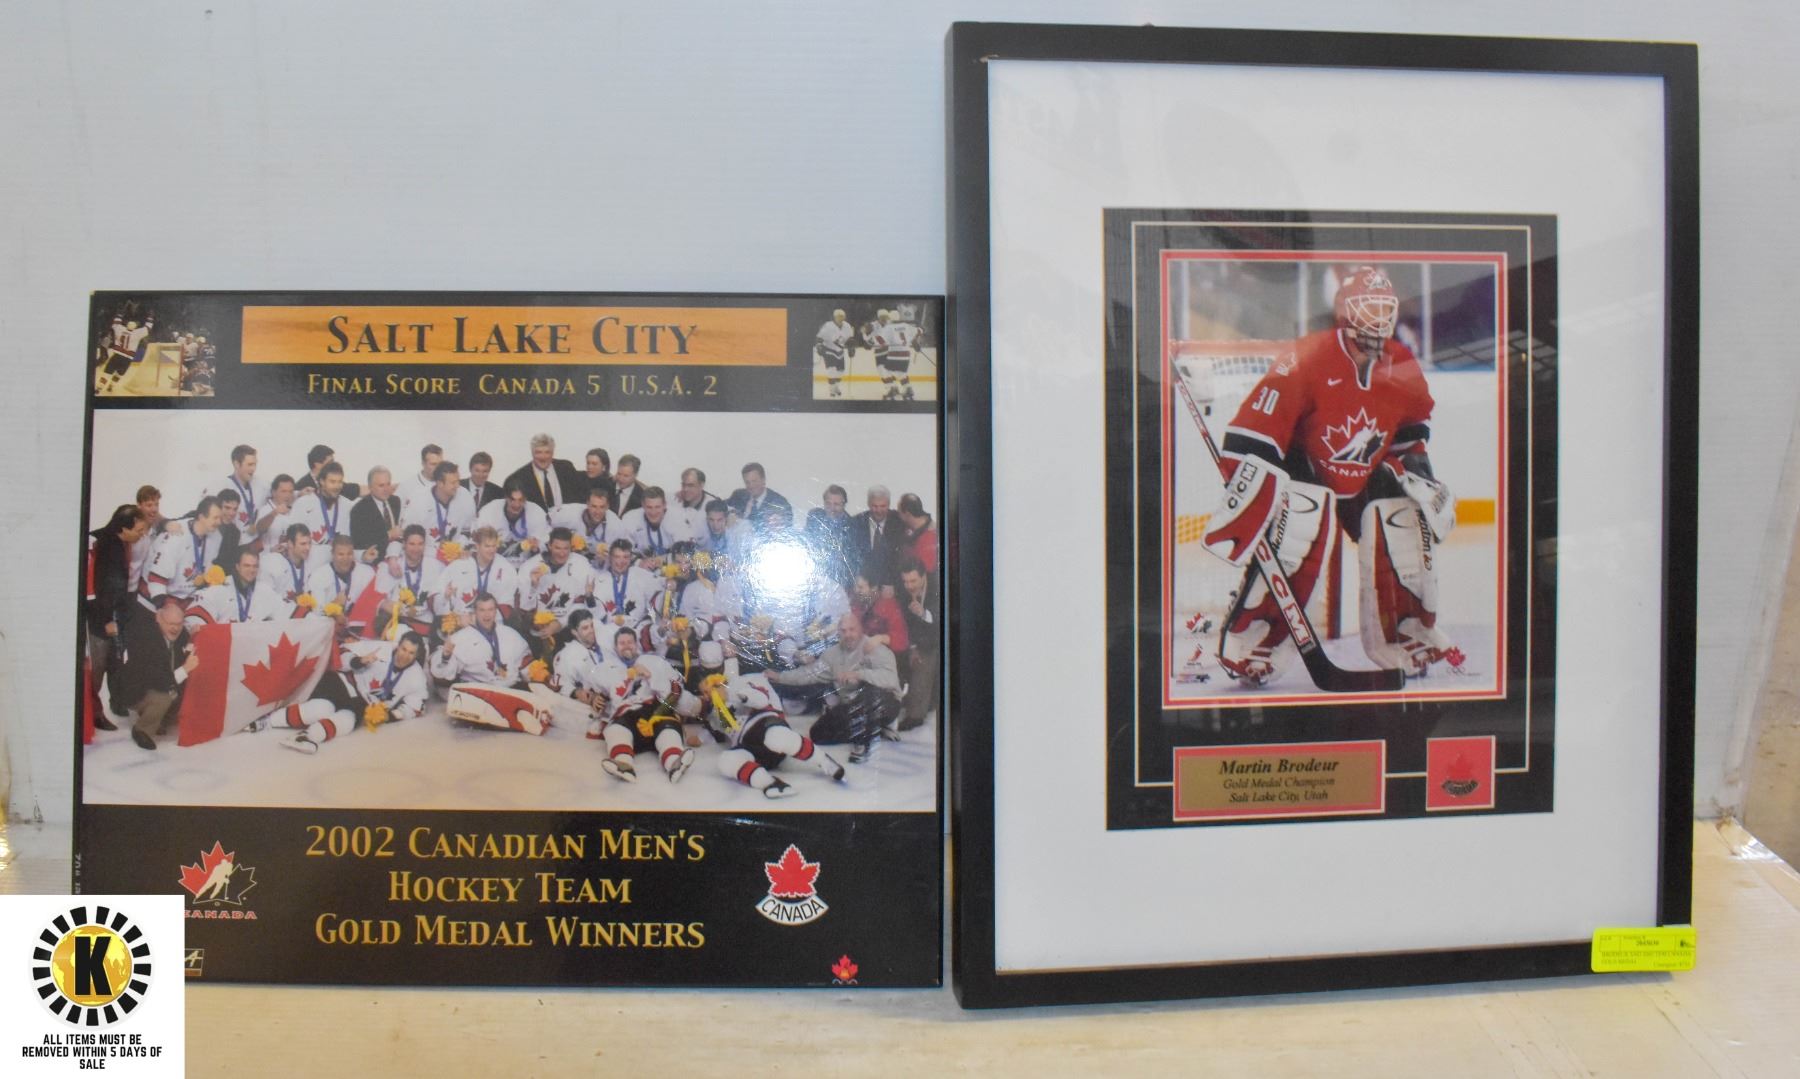 SALT LAKE CITY
FINAL SCORE CANADA 5 U.S.A. 2
2002 CANADIAN MEN'S
HOCKEY TEAM
GOLD MEDAL WINNERS
CANADA
CANADA
30
CANADA
CCM
CCM
Martin Brodeur
Gold Medal Champion
Salt Lake City, Utah
CANADA
K
ALL ITEMS MUST BE
REMOVED WITHIN 5 DAYS OF
SALE